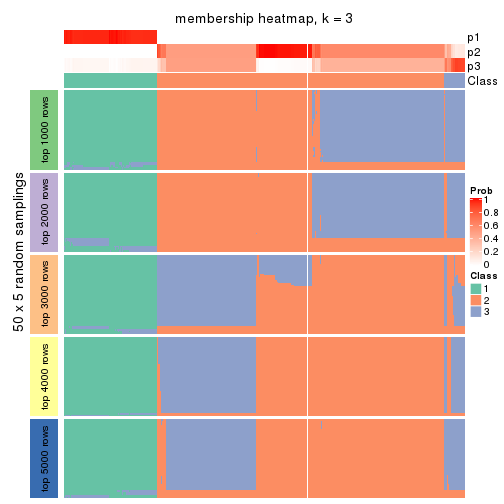 membership heatmap, k = 3
p1
p2
p3
Class
50 x 5 random samplings
top 1000 rows
top 2000 rows
top 3000 rows
top 4000 rows
top 5000 rows
Prob
1
0.8
0.6
0.4
0.2
0
Class
1
2
3